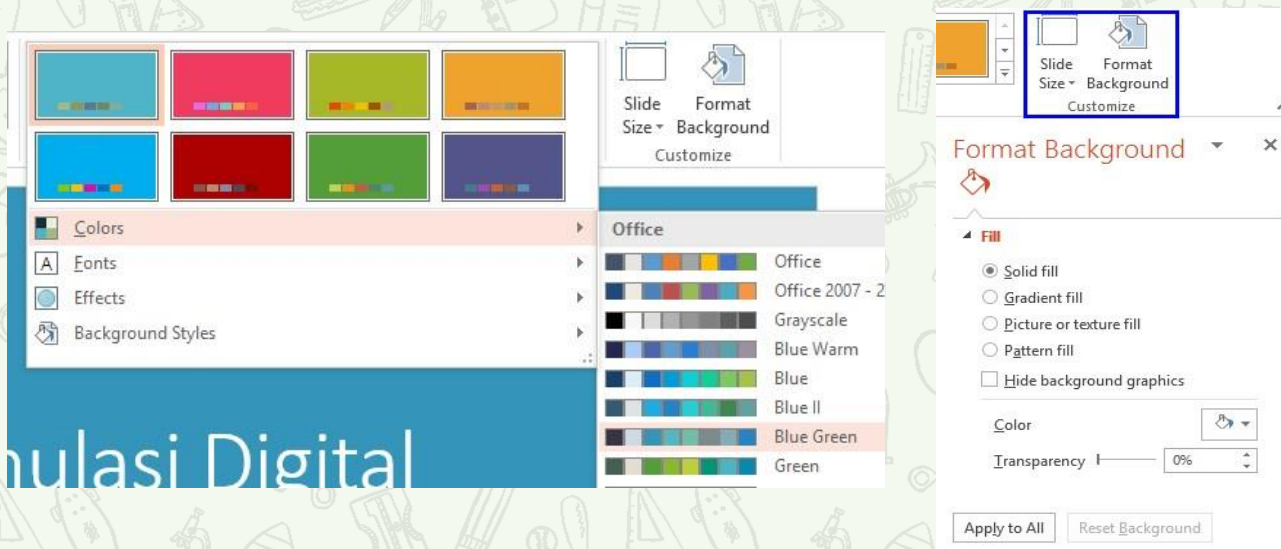 Slide
Size
Format
Background
Customize
Colors
Fonts
Effects
Background Styles
Office
Office
Office 2007 - 2
Grayscale
Blue Warm
Blue
Blue II
Blue Green
Green
nulasi Digital
Slide
Size
Format
Background
Customize
Format Background
Fill
Solid fill
Gradient fill
Picture or texture fill
Pattern fill
Hide background graphics
Color
Transparency
0%
Apply to All
Reset Background